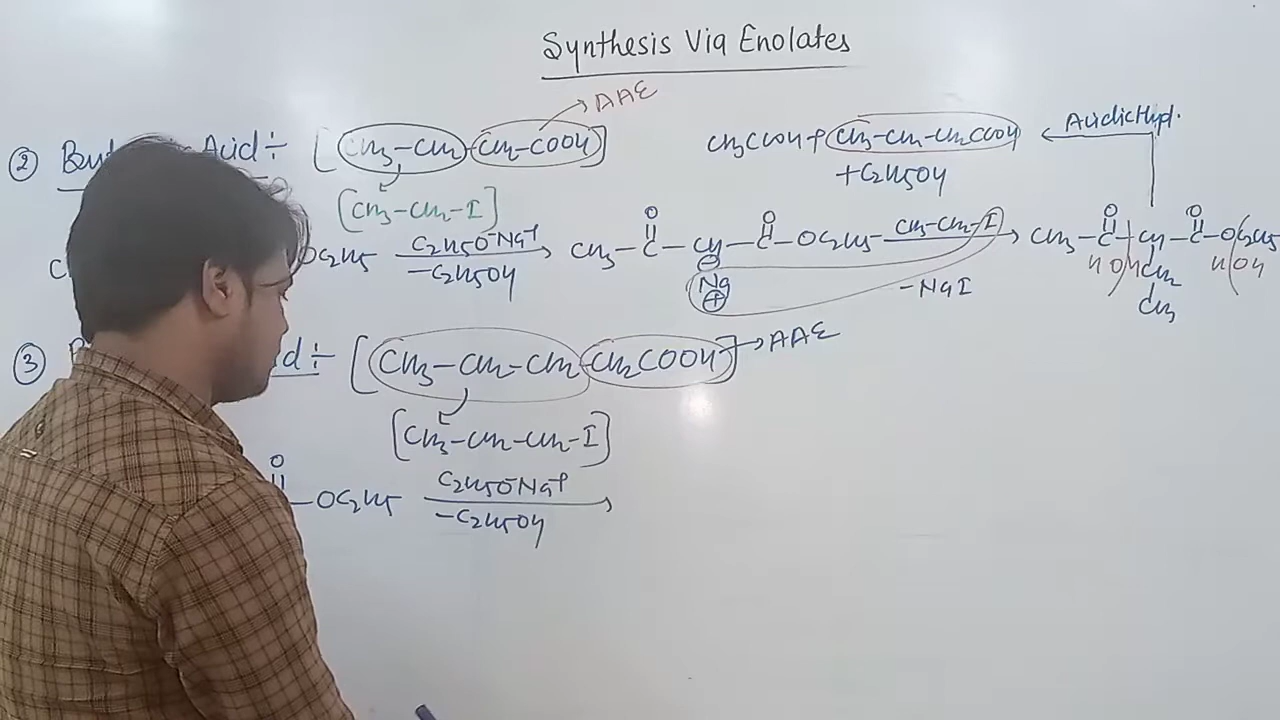 Synthesis Via Enolates
② Acid ÷ [CH3-CH2-CH2-COOH] → AAE
[CH3-CH2-I]
OC2H5 C2H5O-Na+ -C2H5OH → CH3-C-CH-C-OC2H5 CH3-CH2-I -NaI → CH3-C-CH-C-OC2H5
O O O O
⊖ Na ⊕
H OH H OH
CH2
CH3
Acidic Hyd.
CH3COOH + CH3-CH2-CH2COOH
+C2H5OH
③ ÷ [CH3-CH2-CH2-CH2COOH] → AAE
[CH3-CH2-CH2-I]
O
-OC2H5 C2H5O-Na+ -C2H5OH →